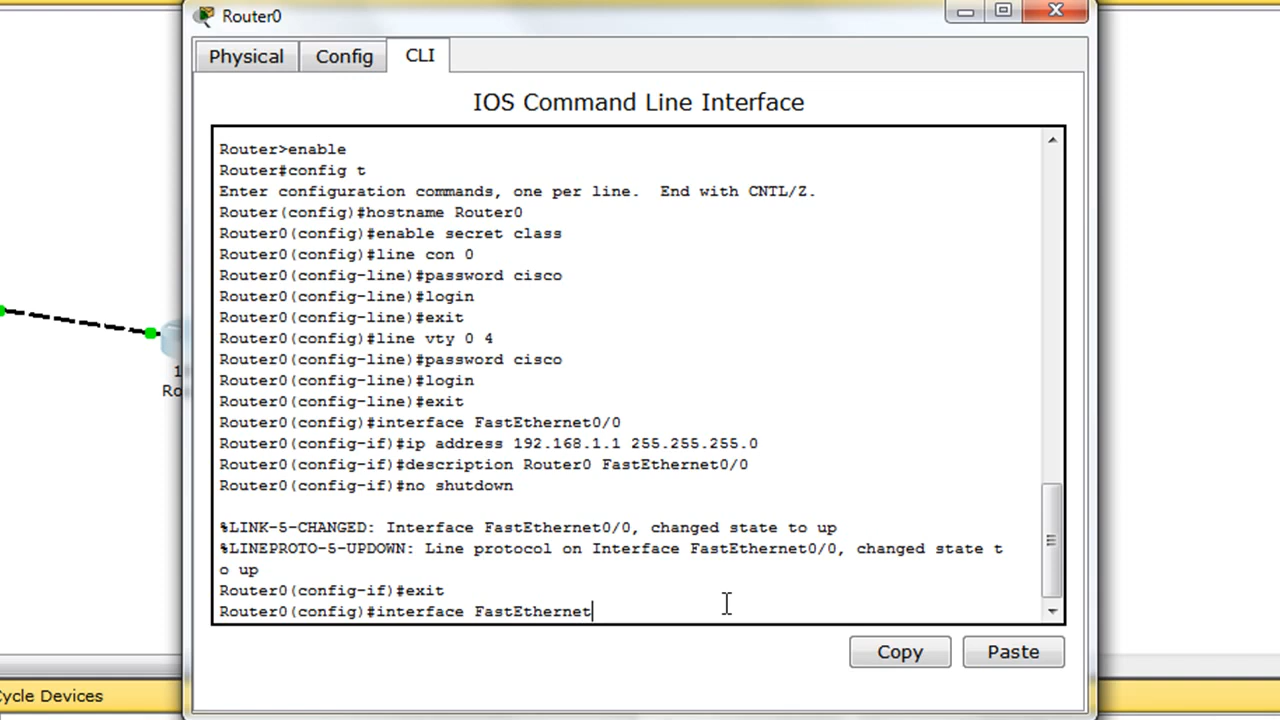 Router0
Physical
Config
CLI
IOS Command Line Interface
Router>enable
Router#config t
Enter configuration commands, one per line.  End with CNTL/Z.
Router(config)#hostname Router0
Router0(config)#enable secret class
Router0(config)#line con 0
Router0(config-line)#password cisco
Router0(config-line)#login
Router0(config-line)#exit
Router0(config)#line vty 0 4
Router0(config-line)#password cisco
Router0(config-line)#login
Router0(config-line)#exit
Router0(config)#interface FastEthernet0/0
Router0(config-if)#ip address 192.168.1.1 255.255.255.0
Router0(config-if)#description Router0 FastEthernet0/0
Router0(config-if)#no shutdown
%LINK-5-CHANGED: Interface FastEthernet0/0, changed state to up
%LINEPROTO-5-UPDOWN: Line protocol on Interface FastEthernet0/0, changed state t
o up
Router0(config-if)#exit
Router0(config)#interface FastEthernet
Copy
Paste
1
Ro
Cycle Devices